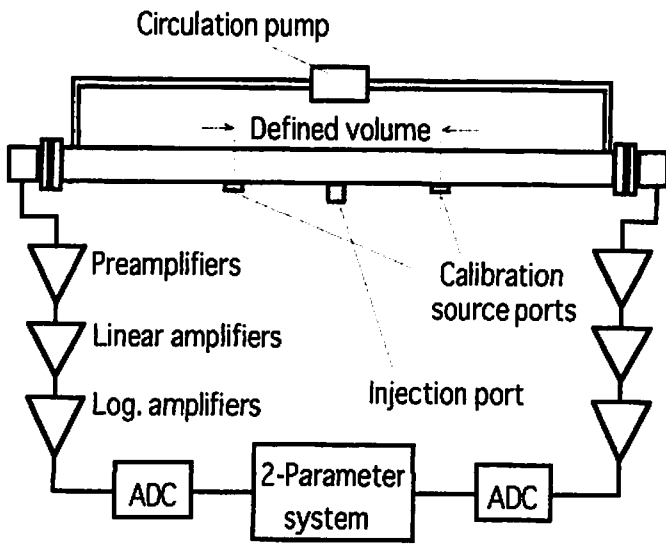 Circulation pump
Defined volume
Preamplifiers
Calibration
source ports
Linear amplifiers
Injection port
Log. amplifiers
ADC
2-Parameter
system
ADC